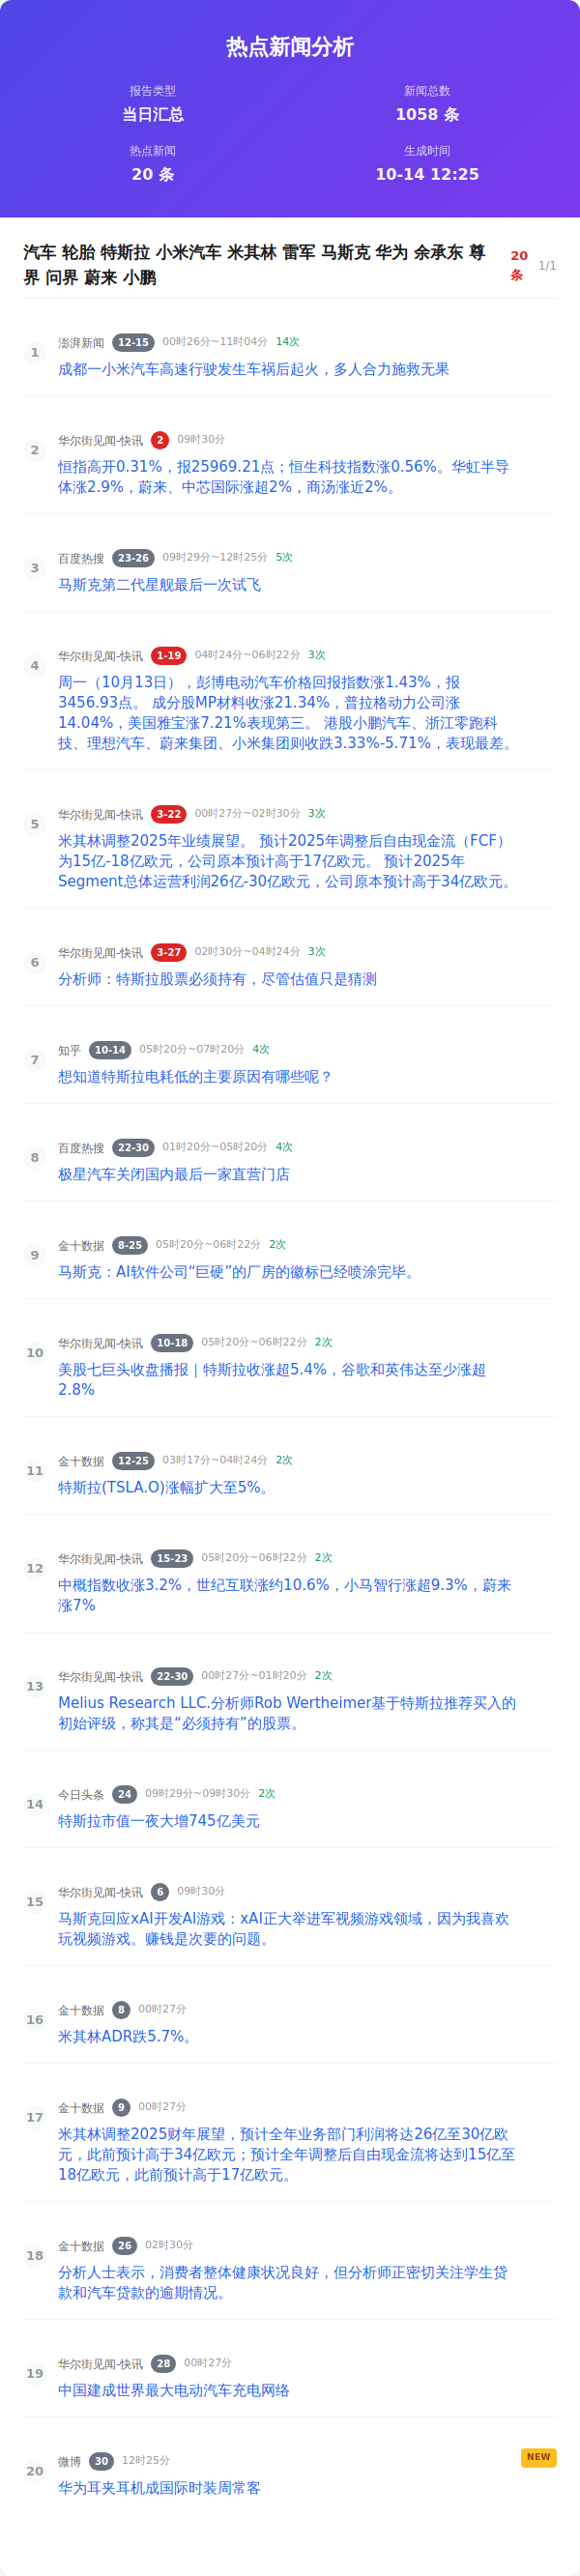 热点新闻分析
报告类型
新闻总数
当日汇总
1058 条
热点新闻
生成时间
20 条
10-14 12:25
汽车 轮胎 特斯拉 小米汽车 米其林 雷军 马斯克 华为 余承东 尊
界 问界 蔚来 小鹏
20
条
1/1
1
澎湃新闻 12-15 00时26分~11时04分 14次
成都一小米汽车高速行驶发生车祸后起火，多人合力施救无果
2
华尔街见闻-快讯 2 09时30分
恒指高开0.31%，报25969.21点；恒生科技指数涨0.56%。华虹半导
体涨2.9%，蔚来、中芯国际涨超2%，商汤涨近2%。
3
百度热搜 23-26 09时29分~12时25分 5次
马斯克第二代星舰最后一次试飞
4
华尔街见闻-快讯 1-19 04时24分~06时22分 3次
周一（10月13日），彭博电动汽车价格回报指数涨1.43%，报
3456.93点。 成分股MP材料收涨21.34%，普拉格动力公司涨
14.04%，美国雅宝涨7.21%表现第三。 港股小鹏汽车、浙江零跑科
技、理想汽车、蔚来集团、小米集团则收跌3.33%-5.71%，表现最差。
5
华尔街见闻-快讯 3-22 00时27分~02时30分 3次
米其林调整2025年业绩展望。 预计2025年调整后自由现金流（FCF）
为15亿-18亿欧元，公司原本预计高于17亿欧元。 预计2025年
Segment总体运营利润26亿-30亿欧元，公司原本预计高于34亿欧元。
6
华尔街见闻-快讯 3-27 02时30分~04时24分 3次
分析师：特斯拉股票必须持有，尽管估值只是猜测
7
知乎 10-14 05时20分~07时20分 4次
想知道特斯拉电耗低的主要原因有哪些呢？
8
百度热搜 22-30 01时20分~05时20分 4次
极星汽车关闭国内最后一家直营门店
9
金十数据 8-25 05时20分~06时22分 2次
马斯克：AI软件公司“巨硬”的厂房的徽标已经喷涂完毕。
10
华尔街见闻-快讯 10-18 05时20分~06时22分 2次
美股七巨头收盘播报｜特斯拉收涨超5.4%，谷歌和英伟达至少涨超
2.8%
11
金十数据 12-25 03时17分~04时24分 2次
特斯拉(TSLA.O)涨幅扩大至5%。
12
华尔街见闻-快讯 15-23 05时20分~06时22分 2次
中概指数收涨3.2%，世纪互联涨约10.6%，小马智行涨超9.3%，蔚来
涨7%
13
华尔街见闻-快讯 22-30 00时27分~01时20分 2次
Melius Research LLC.分析师Rob Wertheimer基于特斯拉推荐买入的
初始评级，称其是“必须持有”的股票。
14
今日头条 24 09时29分~09时30分 2次
特斯拉市值一夜大增745亿美元
15
华尔街见闻-快讯 6 09时30分
马斯克回应xAI开发AI游戏：xAI正大举进军视频游戏领域，因为我喜欢
玩视频游戏。赚钱是次要的问题。
16
金十数据 8 00时27分
米其林ADR跌5.7%。
17
金十数据 9 00时27分
米其林调整2025财年展望，预计全年业务部门利润将达26亿至30亿欧
元，此前预计高于34亿欧元；预计全年调整后自由现金流将达到15亿至
18亿欧元，此前预计高于17亿欧元。
18
金十数据 26 02时30分
分析人士表示，消费者整体健康状况良好，但分析师正密切关注学生贷
款和汽车贷款的逾期情况。
19
华尔街见闻-快讯 28 00时27分
中国建成世界最大电动汽车充电网络
20
微博 30 12时25分
NEW
华为耳夹耳机成国际时装周常客